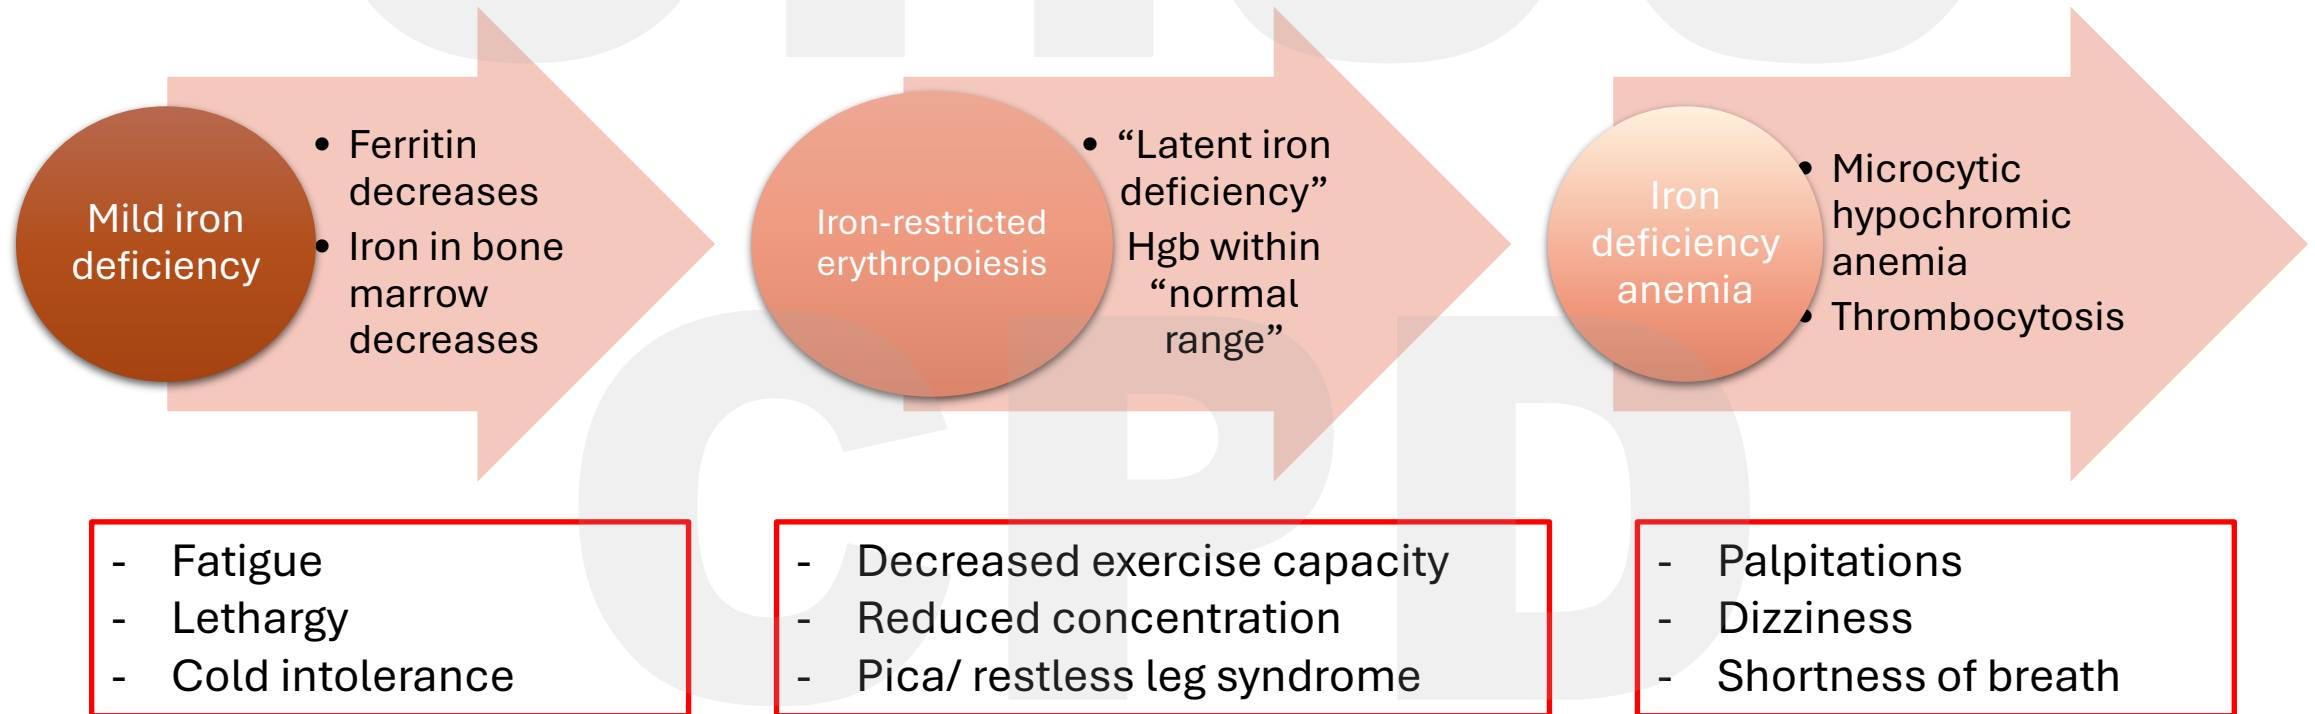 Mild iron
deficiency
• Ferritin
decreases
• Iron in bone
marrow
decreases
Iron-restricted
erythropoiesis
• “Latent iron
deficiency”
Hgb within
“normal
range”
Iron
deficiency
anemia
• Microcytic
hypochromic
anemia
• Thrombocytosis
- Fatigue
- Lethargy
- Cold intolerance
- Decreased exercise capacity
- Reduced concentration
- Pica/ restless leg syndrome
- Palpitations
- Dizziness
- Shortness of breath
CPD